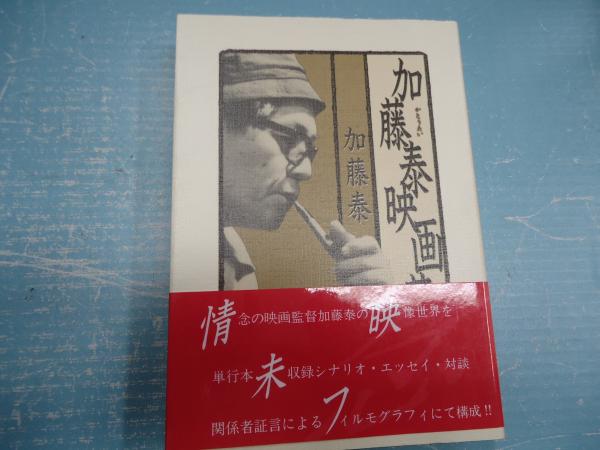 加藤泰映画
かとうたい
加藤泰
情念の映画監督加藤泰の映像世界を
単行本未収録シナリオ・エッセイ・対談
関係者証言によるフィルモグラフィにて構成!!